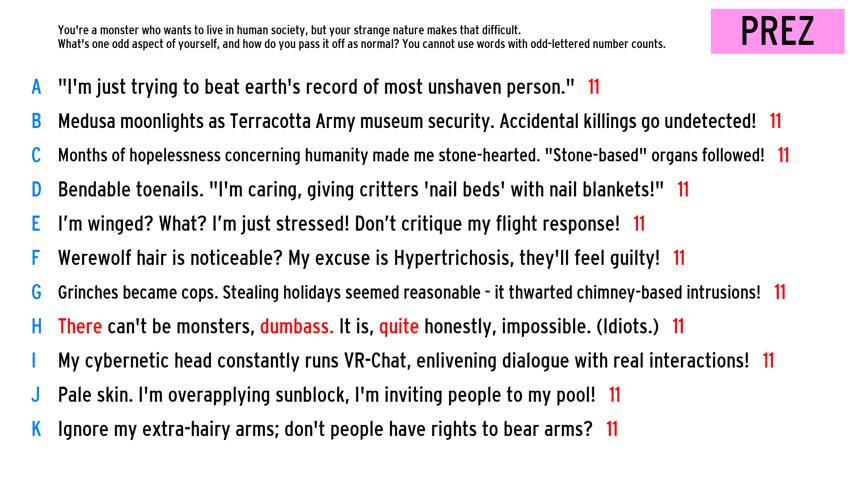 You're a monster who wants to live in human society, but your strange nature makes that difficult.
What's one odd aspect of yourself, and how do you pass it off as normal? You cannot use words with odd-lettered number counts.
PREZ
A "I'm just trying to beat earth's record of most unshaven person." 11
B Medusa moonlights as Terracotta Army museum security. Accidental killings go undetected! 11
C Months of hopelessness concerning humanity made me stone-hearted. "Stone-based" organs followed! 11
D Bendable toenails. "I'm caring, giving critters 'nail beds' with nail blankets!" 11
E I’m winged? What? I’m just stressed! Don’t critique my flight response! 11
F Werewolf hair is noticeable? My excuse is Hypertrichosis, they'll feel guilty! 11
G Grinches became cops. Stealing holidays seemed reasonable - it thwarted chimney-based intrusions! 11
H There can't be monsters, dumbass. It is, quite honestly, impossible. (Idiots.) 11
I My cybernetic head constantly runs VR-Chat, enlivening dialogue with real interactions! 11
J Pale skin. I'm overapplying sunblock, I'm inviting people to my pool! 11
K Ignore my extra-hairy arms; don't people have rights to bear arms? 11